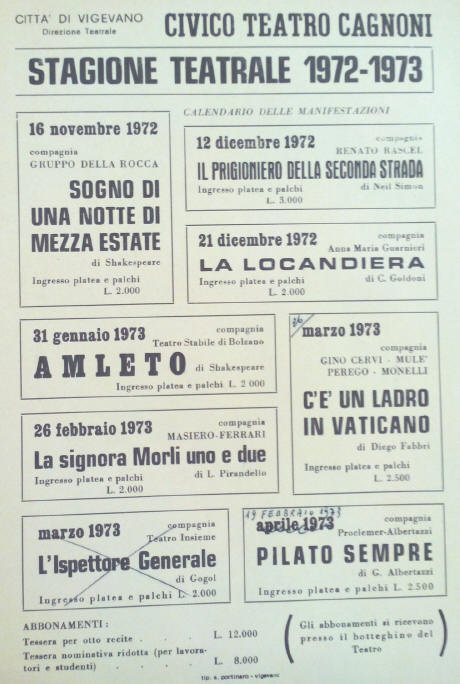 CITTA' DI VIGEVANO
Direzione Teatrale
CIVICO TEATRO CAGNONI
STAGIONE TEATRALE 1972-1973
CALENDARIO DELLE MANIFESTAZIONI
16 novembre 1972
compagnia
GRUPPO DELLA ROCCA
SOGNO DI
UNA NOTTE DI
MEZZA ESTATE
di Shakespeare
Ingresso platea e palchi
L. 2.000
12 dicembre 1972
compagnia
RENATO RASCEL
IL PRIGIONIERO DELLA SECONDA STRADA
Ingresso platea e palchi di Neil Simon
L. 3.000
21 dicembre 1972
compagnia
Anna Maria Guarnieri
LA LOCANDIERA
Ingresso platea e palchi di C. Goldoni
L. 2.000
31 gennaio 1973
compagnia
Teatro Stabile di Bolzano
AMLETO di Shakespeare
Ingresso platea e palchi L. 2 000
26 marzo 1973
compagnia
GINO CERVI - MULE'
PEREGO - MONELLI
C'E' UN LADRO
IN VATICANO
di Diego Fabbri
Ingresso platea e palchi
L. 2.500
26 febbraio 1973
compagnia
MASIERO-FERRARI
La signora Morli uno e due
Ingresso platea e palchi di L. Pirandello
L. 2.000
marzo 1973
compagnia
Teatro Insieme
L'Ispettore Generale
di Gogol
Ingresso platea e palchi L. 2.000
19 FEBBRAIO 1973
aprile 1973
compagnia
Proclemer-Albertazzi
PILATO SEMPRE
di G. Albertazzi
Ingresso platea e palchi L. 2.500
ABBONAMENTI:
Tessera per otto recite . . . . L. 12.000
Tessera nominativa ridotta (per lavora-
tori e studenti) . . . . L. 8.000
(Gli abbonamenti si ricevono
presso il botteghino del
Teatro)
tip. s. portinaro - vigevano